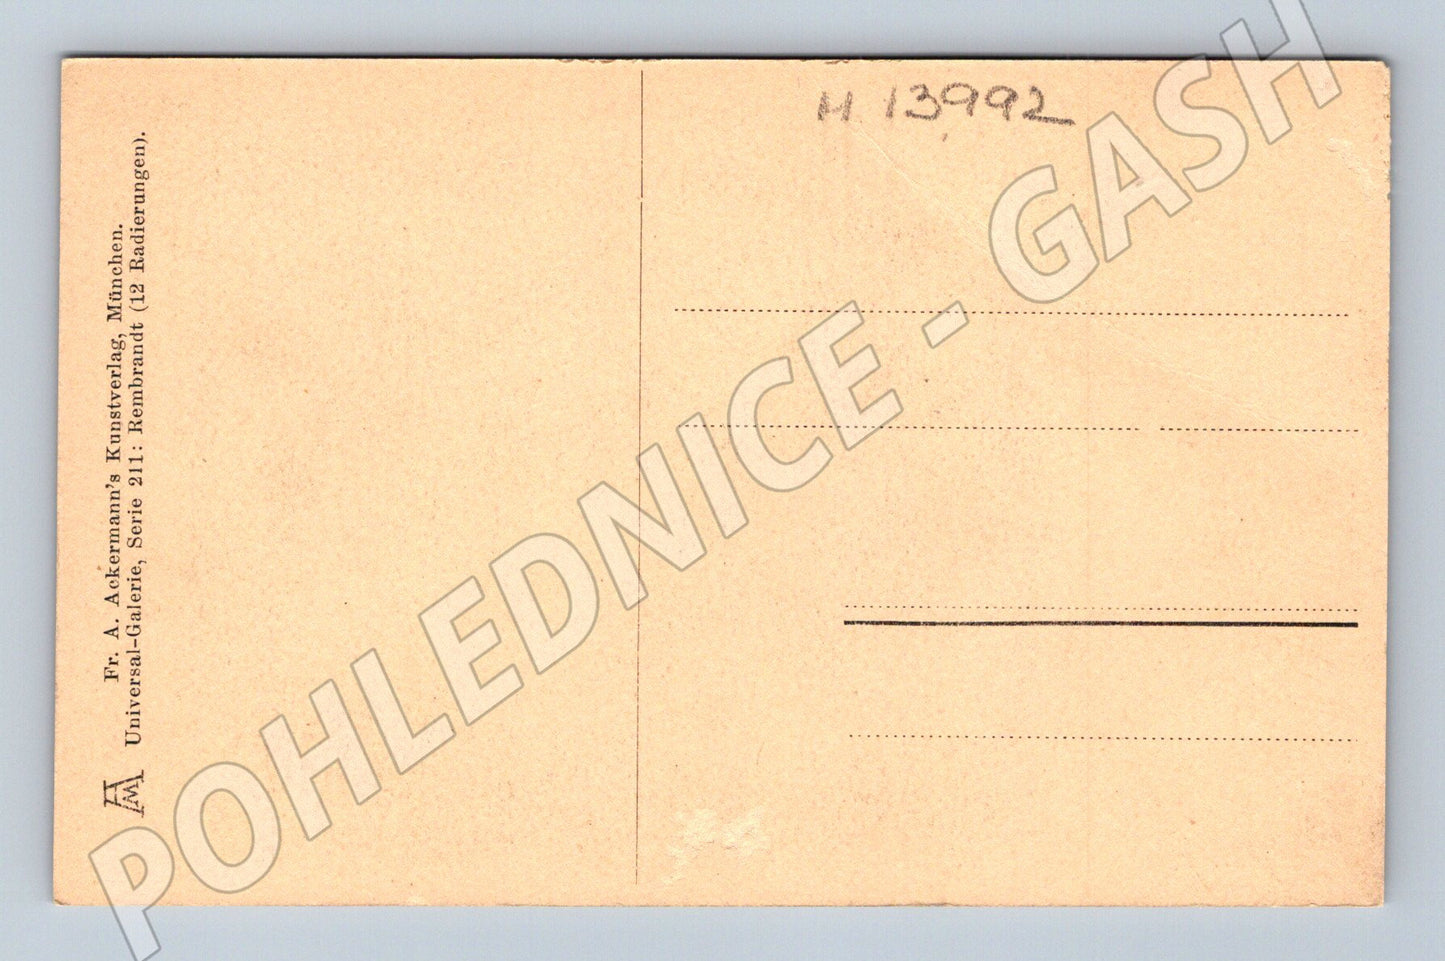 H 13992
Fr. A. Ackermann's Kunstverlag, München.
Universal-Galerie, Serie 211: Rembrandt (12 Radierungen).
POHLEDNICE - GASH